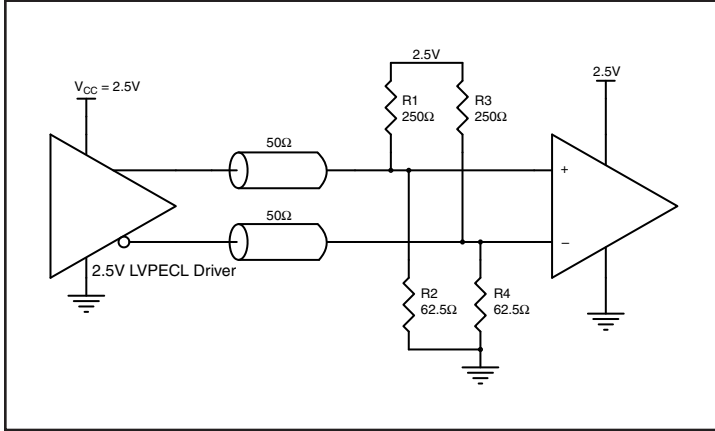 2.5V
V_CC = 2.5V
2.5V
R1
250Ω
R3
250Ω
50Ω
+
50Ω
−
2.5V LVPECL Driver
R2
62.5Ω
R4
62.5Ω